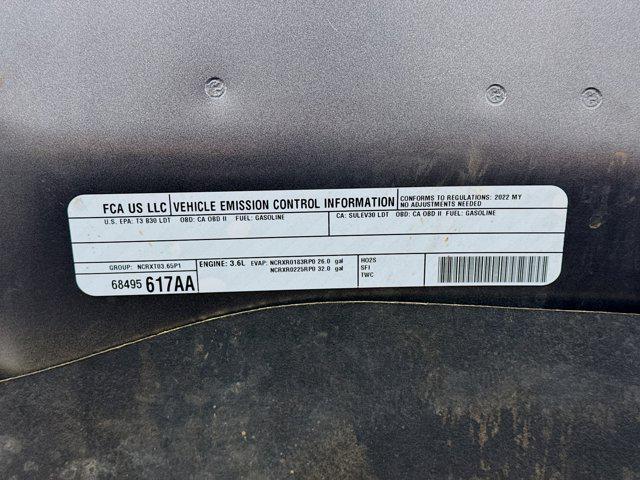 FCA US LLC VEHICLE EMISSION CONTROL INFORMATION CONFORMS TO REGULATIONS: 2022 MY
NO ADJUSTMENTS NEEDED
U.S. EPA: T3 B30 LDT OBD: CA OBD II FUEL: GASOLINE CA: SULEV30 LDT OBD: CA OBD II FUEL: GASOLINE
GROUP: NCRXT03.65P1 ENGINE: 3.6L EVAP: NCRXR0183RP0 26.0 gal HO2S
NCRXR0225RP0 32.0 gal SFI
68495 617AA TWC